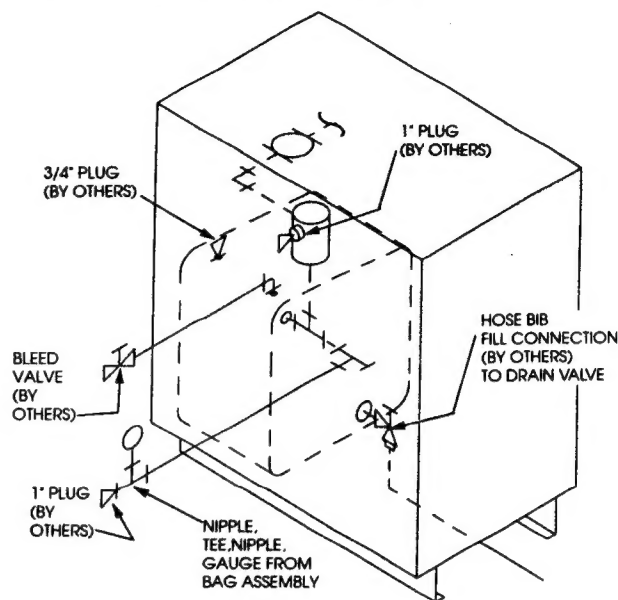 1" PLUG
(BY OTHERS)
3/4" PLUG
(BY OTHERS)
HOSE BIB
FILL CONNECTION
(BY OTHERS)
TO DRAIN VALVE
BLEED
VALVE
(BY
OTHERS)
1" PLUG
(BY
OTHERS)
NIPPLE,
TEE,NIPPLE,
GAUGE FROM
BAG ASSEMBLY